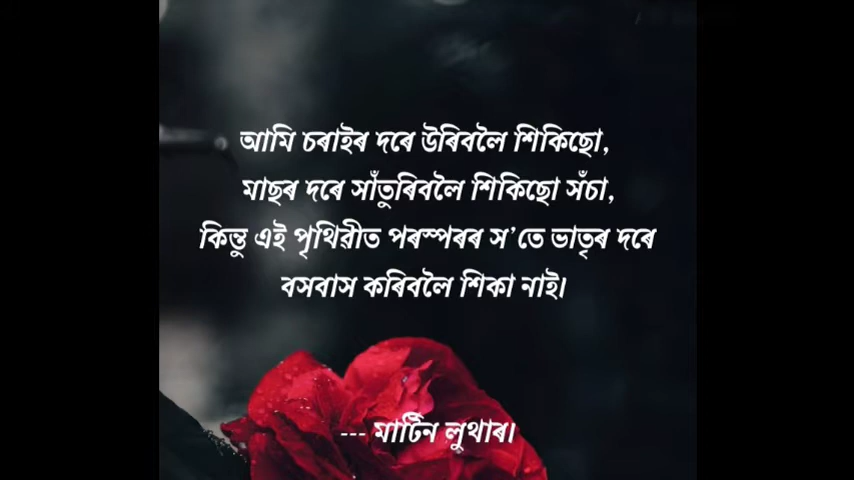 আমি চৰাইৰ দৰে উৰিবলৈ শিকিছো,
মাছৰ দৰে সাঁতুৰিবলৈ শিকিছো সঁচা,
কিন্তু এই পৃথিৱীত পৰস্পৰৰ স'তে ভাতৃৰ দৰে
বসবাস কৰিবলৈ শিকা নাই।
--- মাৰ্টিন লুথাৰ।